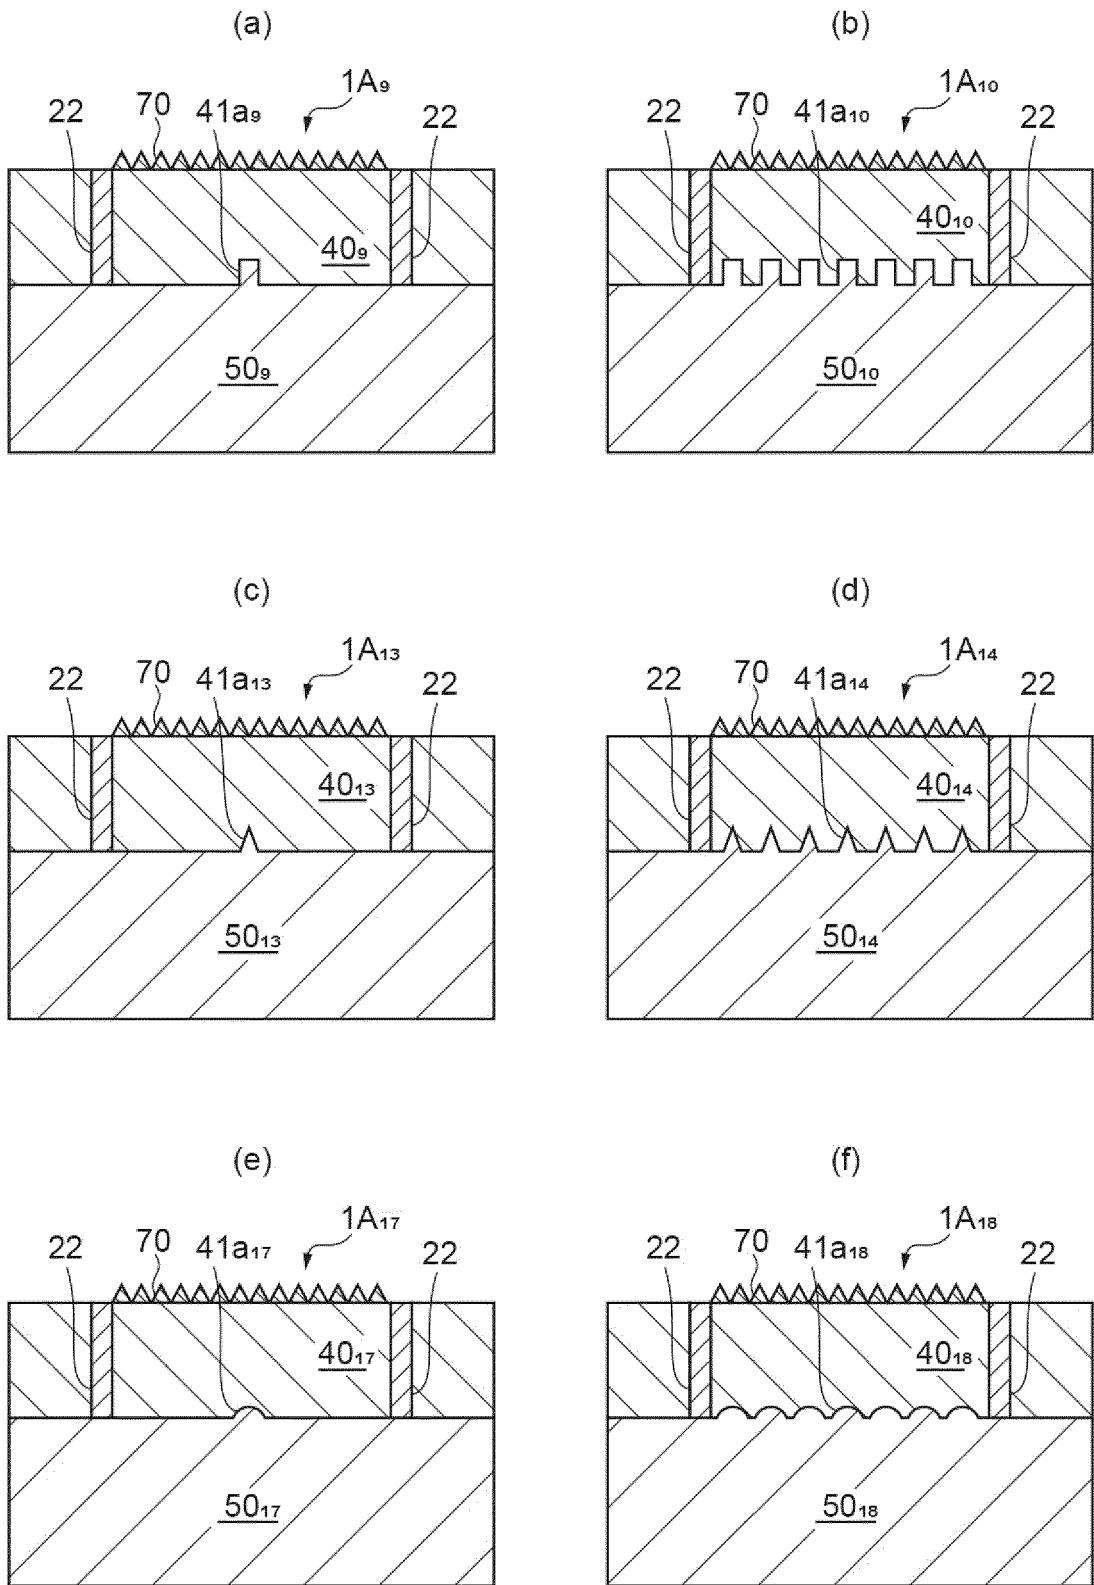 (a)
1A₉
70
41a₉
22
22
40₉
50₉
(b)
1A₁₀
70
41a₁₀
22
22
40₁₀
50₁₀
(c)
1A₁₃
70
41a₁₃
22
22
40₁₃
50₁₃
(d)
1A₁₄
70
41a₁₄
22
22
40₁₄
50₁₄
(e)
1A₁₇
70
41a₁₇
22
22
40₁₇
50₁₇
(f)
1A₁₈
70
41a₁₈
22
22
40₁₈
50₁₈